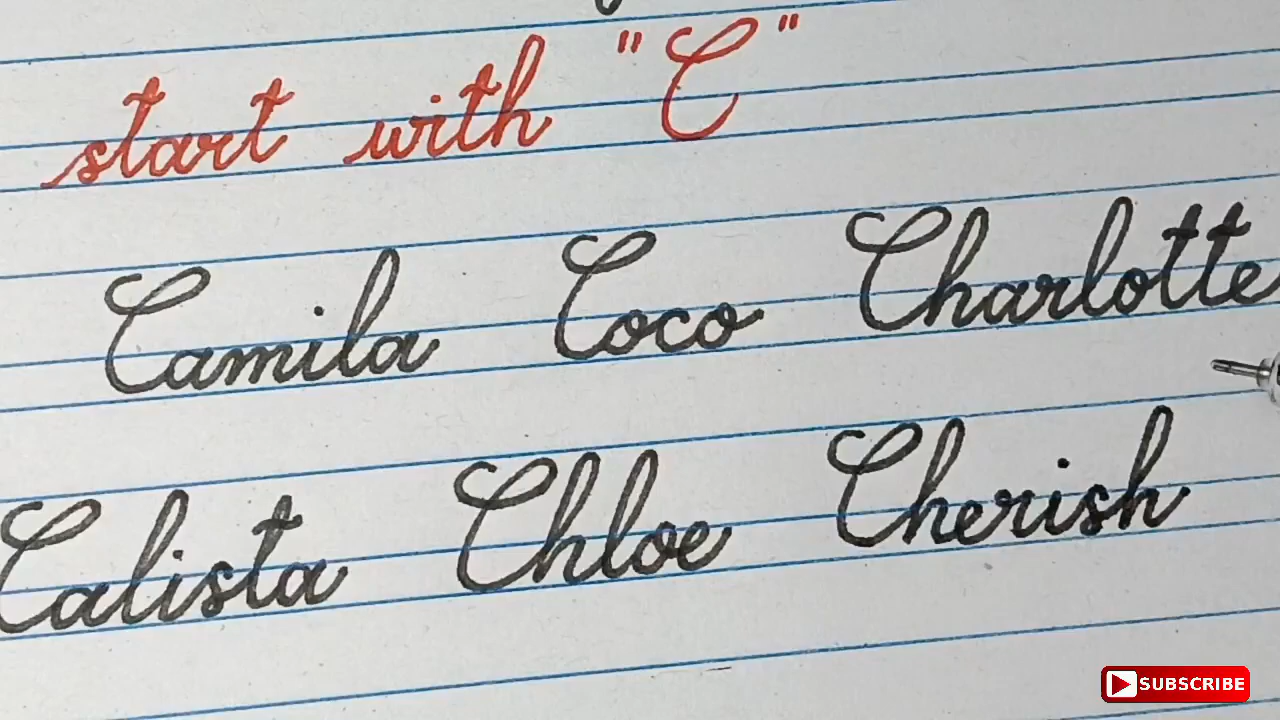 start with "C"
Camila Coco Charlotte
Calista Chloe Cherish
SUBSCRIBE